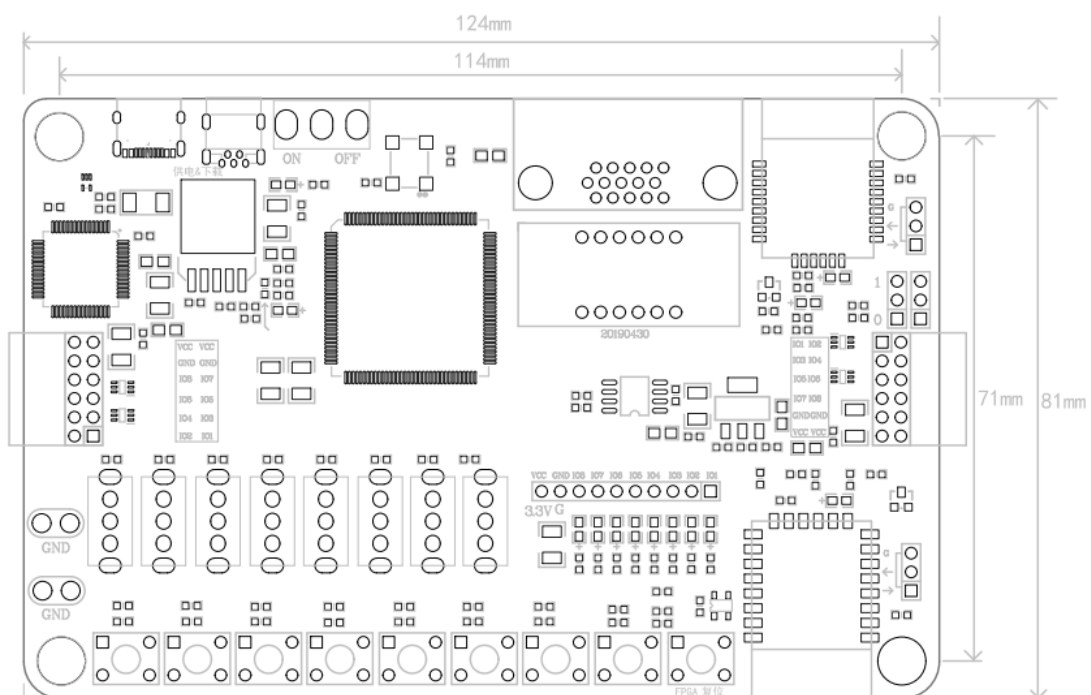 124mm
114mm
ON OFF
供电&下载
G
1
0
20190430
71mm
81mm
VCC VCC
GND GND
IO8 IO7
IO6 IO5
IO4 IO3
IO2 IO1
IO1 IO2
IO3 IO4
IO5 IO6
IO7 IO8
GND GND
VCC VCC
VCC GND IO8 IO7 IO6 IO5 IO4 IO3 IO2 IO1
3.3V G
GND
G
GND
FPGA 复位